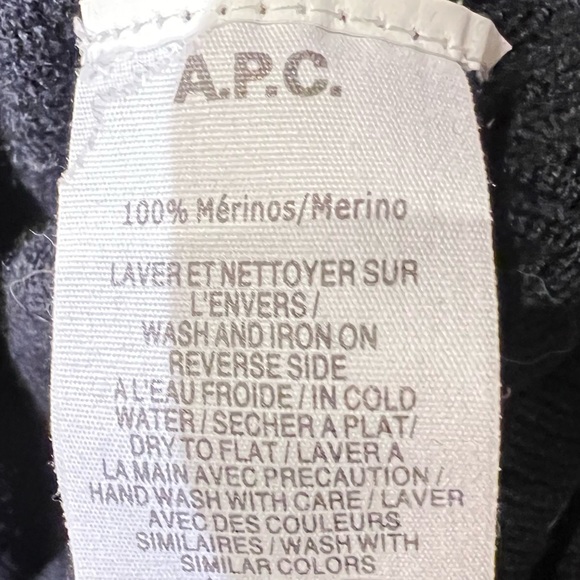 A.P.C.
100% Mérinos/Merino
LAVER ET NETTOYER SUR
L'ENVERS/
WASH AND IRON ON
REVERSE SIDE
A L'EAU FROIDE/IN COLD
WATER/SECHER A PLAT/
DRY TO FLAT/LAVER A
LA MAIN AVEC PRECAUTION/
HAND WASH WITH CARE/LAVER
AVEC DES COULEURS
SIMILAIRES/WASH WITH
SIMILAR COLORS